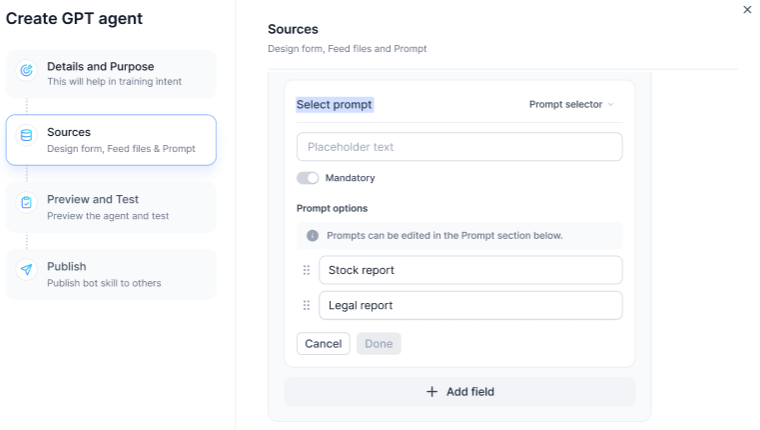 Create GPT agent
Details and Purpose
This will help in training intent
Sources
Design form, Feed files & Prompt
Preview and Test
Preview the agent and test
Publish
Publish bot skill to others
Sources
Design form, Feed files and Prompt
Select prompt
Prompt selector
Placeholder text
Mandatory
Prompt options
Prompts can be edited in the Prompt section below.
Stock report
Legal report
Cancel
Done
Add field